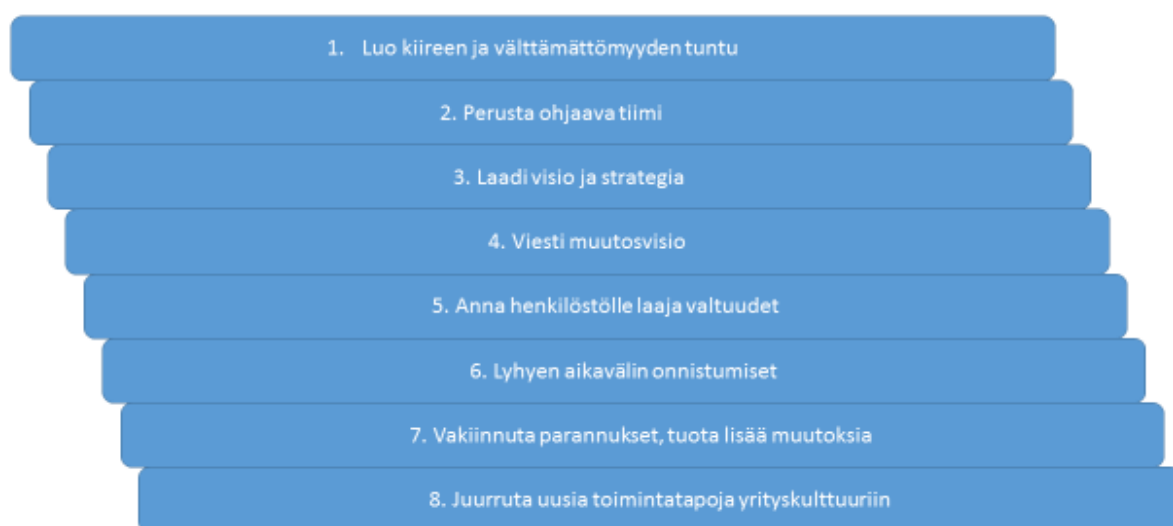 1. Luo kiireen ja välttämättömyyden tuntu
2. Perusta ohjaava tiimi
3. Laadi visio ja strategia
4. Viesti muutosvisio
5. Anna henkilöstölle laaja valtuudet
6. Lyhyen aikavälin onnistumiset
7. Vakiinnuta parannukset, tuota lisää muutoksia
8. Juurruta uusia toimintatapoja yrityskulttuuriin